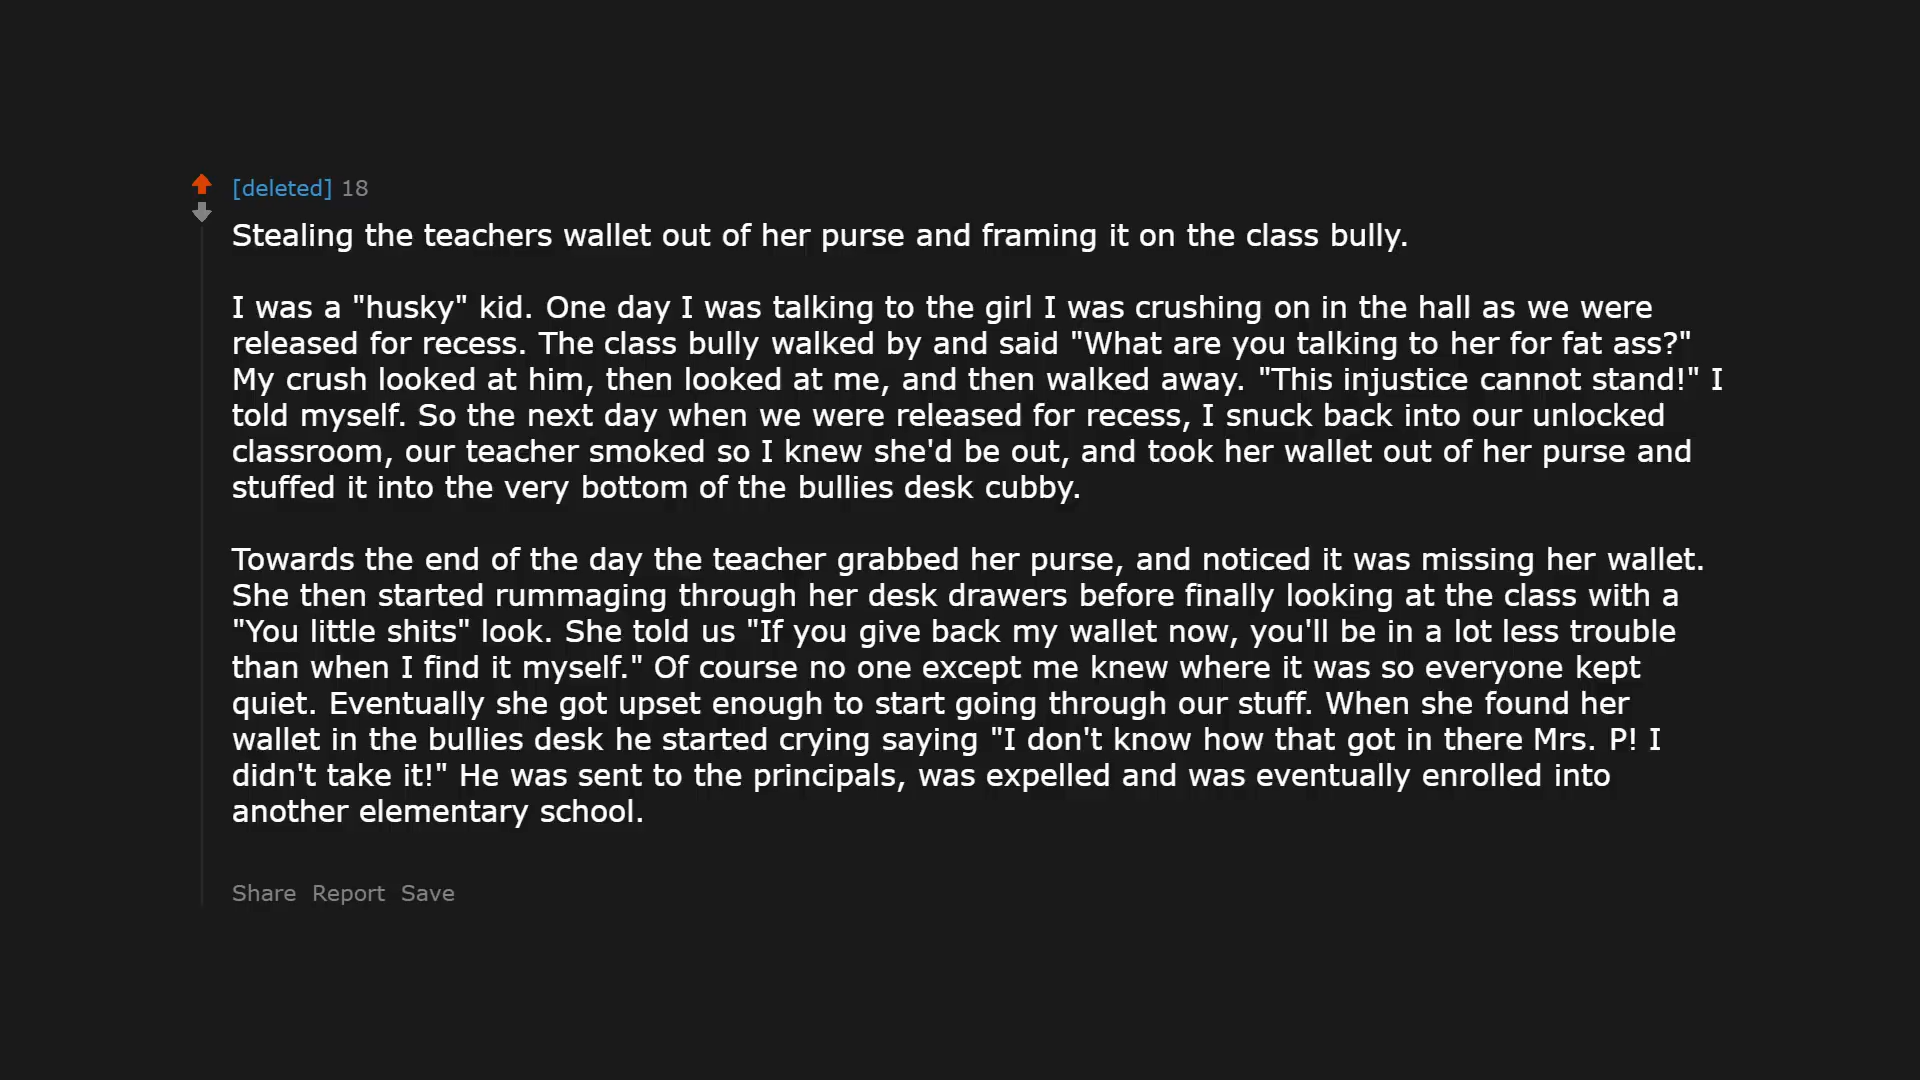 [deleted] 18
Stealing the teachers wallet out of her purse and framing it on the class bully.
I was a "husky" kid. One day I was talking to the girl I was crushing on in the hall as we were
released for recess. The class bully walked by and said "What are you talking to her for fat ass?"
My crush looked at him, then looked at me, and then walked away. "This injustice cannot stand!" I
told myself. So the next day when we were released for recess, I snuck back into our unlocked
classroom, our teacher smoked so I knew she'd be out, and took her wallet out of her purse and
stuffed it into the very bottom of the bullies desk cubby.
Towards the end of the day the teacher grabbed her purse, and noticed it was missing her wallet.
She then started rummaging through her desk drawers before finally looking at the class with a
"You little shits" look. She told us "If you give back my wallet now, you'll be in a lot less trouble
than when I find it myself." Of course no one except me knew where it was so everyone kept
quiet. Eventually she got upset enough to start going through our stuff. When she found her
wallet in the bullies desk he started crying saying "I don't know how that got in there Mrs. P! I
didn't take it!" He was sent to the principals, was expelled and was eventually enrolled into
another elementary school.
Share Report Save